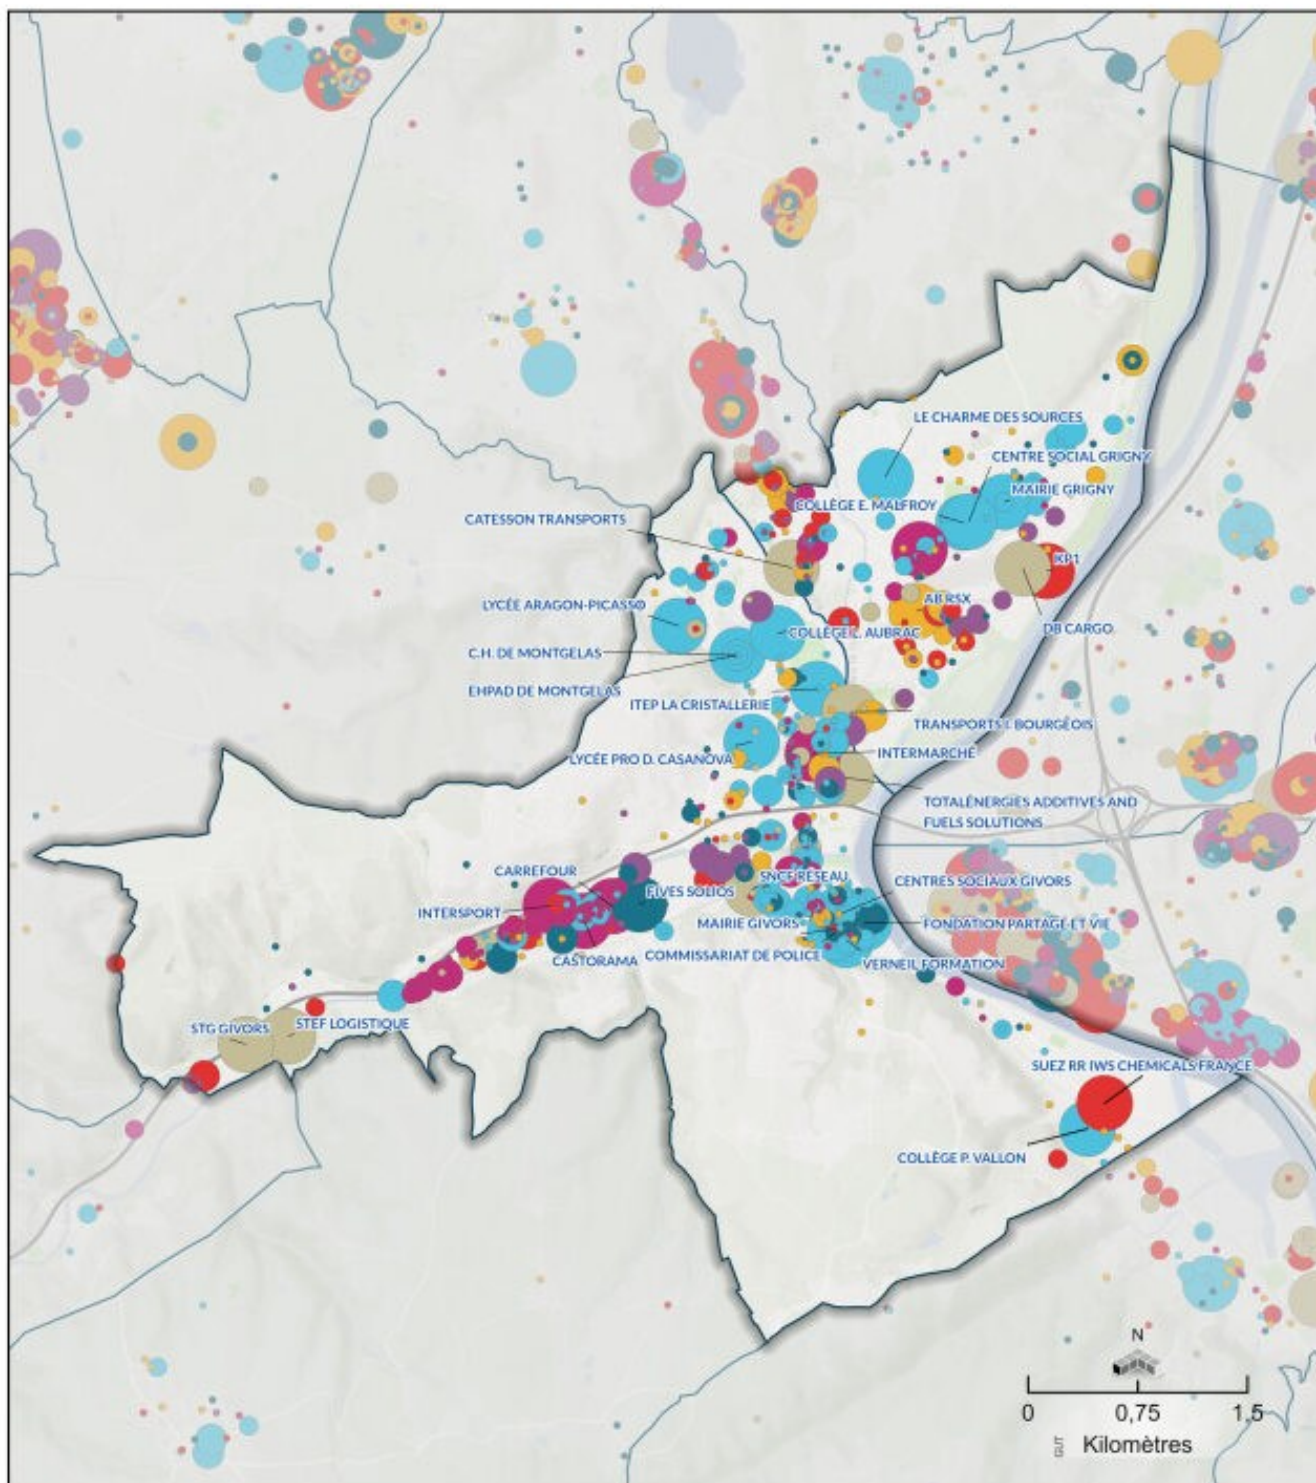 LE CHARME DES SOURCES
CENTRE SOCIAL GRIGNY
MAIRIE GRIGNY
COLLÈGE E. MALFROY
CATESSON TRANSPORTS
KP1
LYCÉE ARAGON-PICASSO
AB RSX
COLLÈGE L. AUBRAC
DB CARGO
C.H. DE MONTGELAS
EHPAD DE MONTGELAS
ITEP LA CRISTALLERIE
TRANSPORTS J. BOURGEOIS
LYCÉE PRO D. CASANOVA
INTERMARCHÉ
TOTALÉNERGIES ADDITIVES AND
FUELS SOLUTIONS
CARREFOUR
FIVES SOLIOS
SNCF RÉSEAU
CENTRES SOCIAUX GIVORS
INTERSPORT
MAIRIE GIVORS
FONDATION PARTAGE ET VIE
CASTORAMA
COMMISSARIAT DE POLICE
VERNEIL FORMATION
STG GIVORS
STEF LOGISTIQUE
SUEZ RR IWS CHEMICALS FRANCE
COLLÈGE P. VALLON
N
0 0,75 1,5
Kilomètres